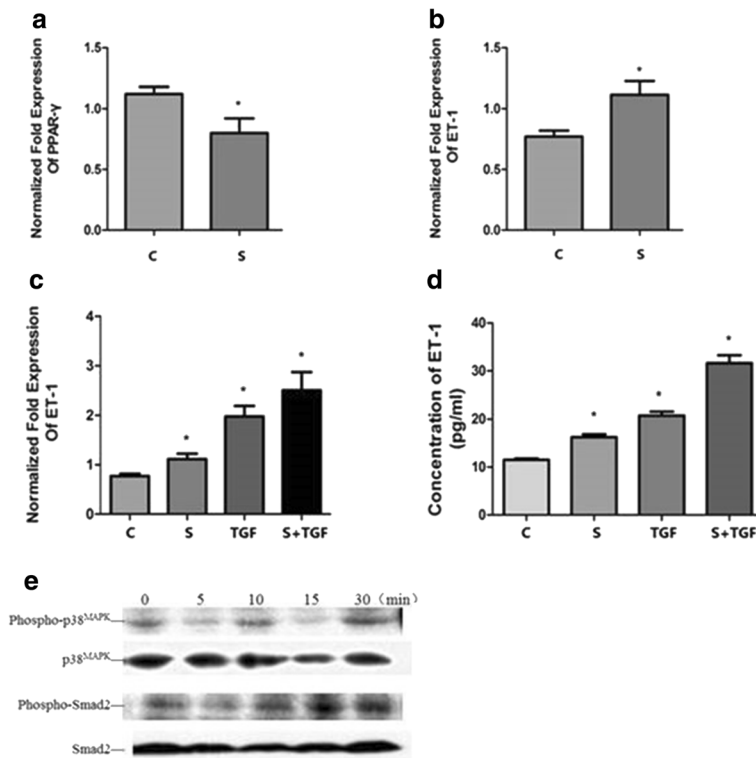 a
Normalized Fold Expression
Of PPAR-γ
1.5
1.0
0.5
0.0
*
C S
b
Normalized Fold Expression
Of ET-1
1.5
1.0
0.5
0.0
*
C S
c
Normalized Fold Expression
Of ET-1
4
3
2
1
0
*
*
*
C S TGF S+TGF
d
Concentration of ET-1
(pg/ml)
40
30
20
10
0
*
*
*
C S TGF S+TGF
e
0 5 10 15 30（min）
Phospho-p38MAPK
p38MAPK
Phospho-Smad2
Smad2